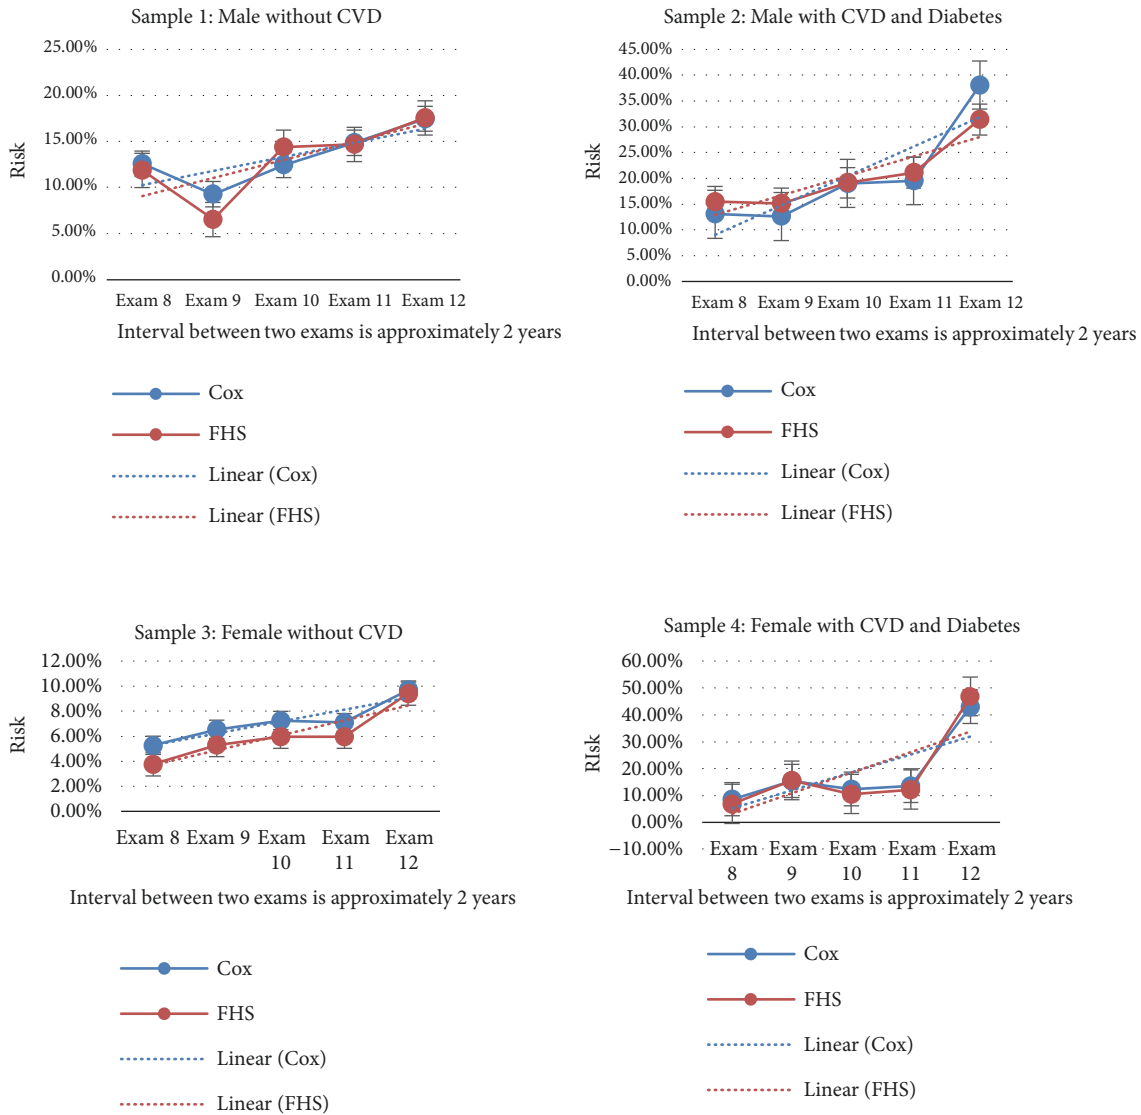 Sample 1: Male without CVD
25.00%
20.00%
15.00%
10.00%
5.00%
0.00%
Risk
Exam 8 Exam 9 Exam 10 Exam 11 Exam 12
Interval between two exams is approximately 2 years
Cox
FHS
Linear (Cox)
Linear (FHS)
Sample 2: Male with CVD and Diabetes
45.00%
40.00%
35.00%
30.00%
25.00%
20.00%
15.00%
10.00%
5.00%
0.00%
Risk
Exam 8 Exam 9 Exam 10 Exam 11 Exam 12
Interval between two exams is approximately 2 years
Cox
FHS
Linear (Cox)
Linear (FHS)
Sample 3: Female without CVD
12.00%
10.00%
8.00%
6.00%
4.00%
2.00%
0.00%
Risk
Exam 8 Exam 9 Exam Exam Exam
10 11 12
Interval between two exams is approximately 2 years
Cox
FHS
Linear (Cox)
Linear (FHS)
Sample 4: Female with CVD and Diabetes
60.00%
50.00%
40.00%
30.00%
20.00%
10.00%
0.00%
−10.00%
Risk
Exam Exam Exam Exam Exam
8 9 10 11 12
Interval between two exams is approximately 2 years
Cox
FHS
Linear (Cox)
Linear (FHS)